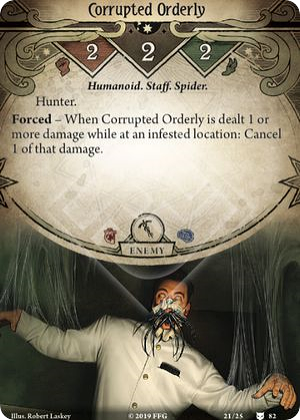 Corrupted Orderly
2 2 2
Humanoid. Staff. Spider.
Hunter.
Forced – When Corrupted Orderly is dealt 1 or
more damage while at an infested location: Cancel
1 of that damage.
ENEMY
Illus. Robert Laskey © 2019 FFG 21/25 82